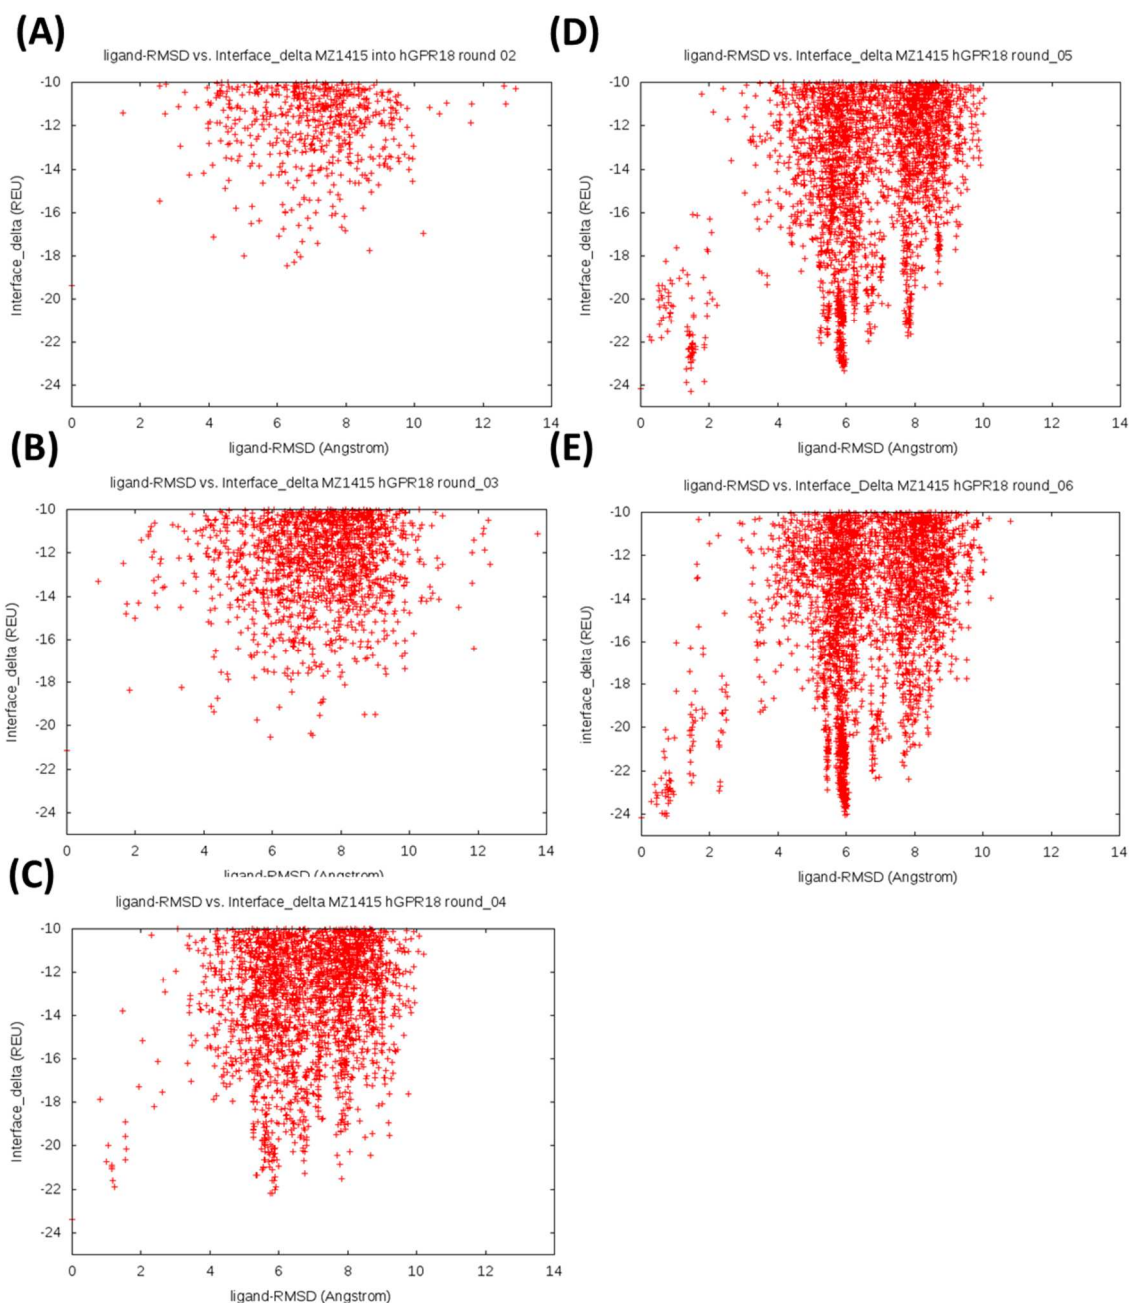 (A)
ligand-RMSD vs. Interface_delta MZ1415 into hGPR18 round 02
Interface_delta (REU)
-10
-12
-14
-16
-18
-20
-22
-24
0 2 4 6 8 10 12 14
ligand-RMSD (Angstrom)
(B)
ligand-RMSD vs. Interface_delta MZ1415 hGPR18 round_03
Interface_delta (REU)
-10
-12
-14
-16
-18
-20
-22
-24
0 2 4 6 8 10 12 14
ligand-RMSD (Angstrom)
(C)
ligand-RMSD vs. Interface_delta MZ1415 hGPR18 round_04
Interface_delta (REU)
-10
-12
-14
-16
-18
-20
-22
-24
0 2 4 6 8 10 12 14
ligand-RMSD (Angstrom)
(D)
ligand-RMSD vs. Interface_delta MZ1415 hGPR18 round_05
Interface_delta (REU)
-10
-12
-14
-16
-18
-20
-22
-24
0 2 4 6 8 10 12 14
ligand-RMSD (Angstrom)
(E)
ligand-RMSD vs. Interface_Delta MZ1415 hGPR18 round_06
interface_delta (REU)
-10
-12
-14
-16
-18
-20
-22
-24
0 2 4 6 8 10 12 14
ligand-RMSD (Angstrom)